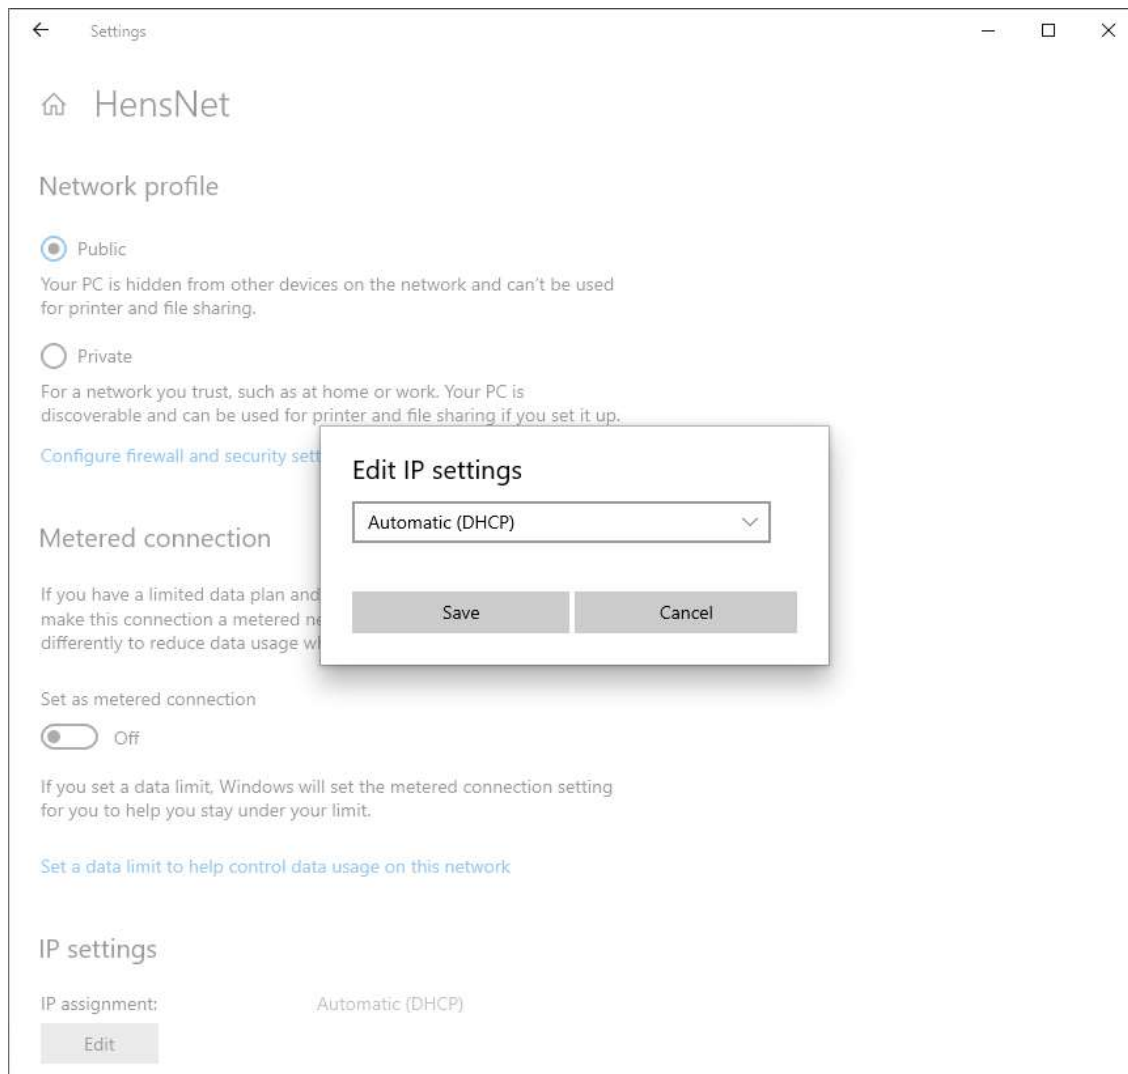 Settings
HensNet
Network profile
Public
Your PC is hidden from other devices on the network and can't be used
for printer and file sharing.
Private
For a network you trust, such as at home or work. Your PC is
discoverable and can be used for printer and file sharing if you set it up.
Configure firewall and security sett
Edit IP settings
Automatic (DHCP)
Save
Cancel
Metered connection
If you have a limited data plan and
make this connection a metered ne
differently to reduce data usage wh
Set as metered connection
Off
If you set a data limit, Windows will set the metered connection setting
for you to help you stay under your limit.
Set a data limit to help control data usage on this network
IP settings
IP assignment: Automatic (DHCP)
Edit